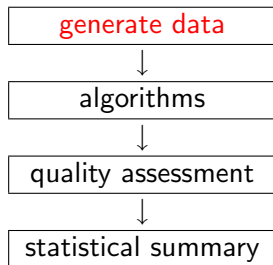 generate data
↓
algorithms
↓
quality assessment
↓
statistical summary